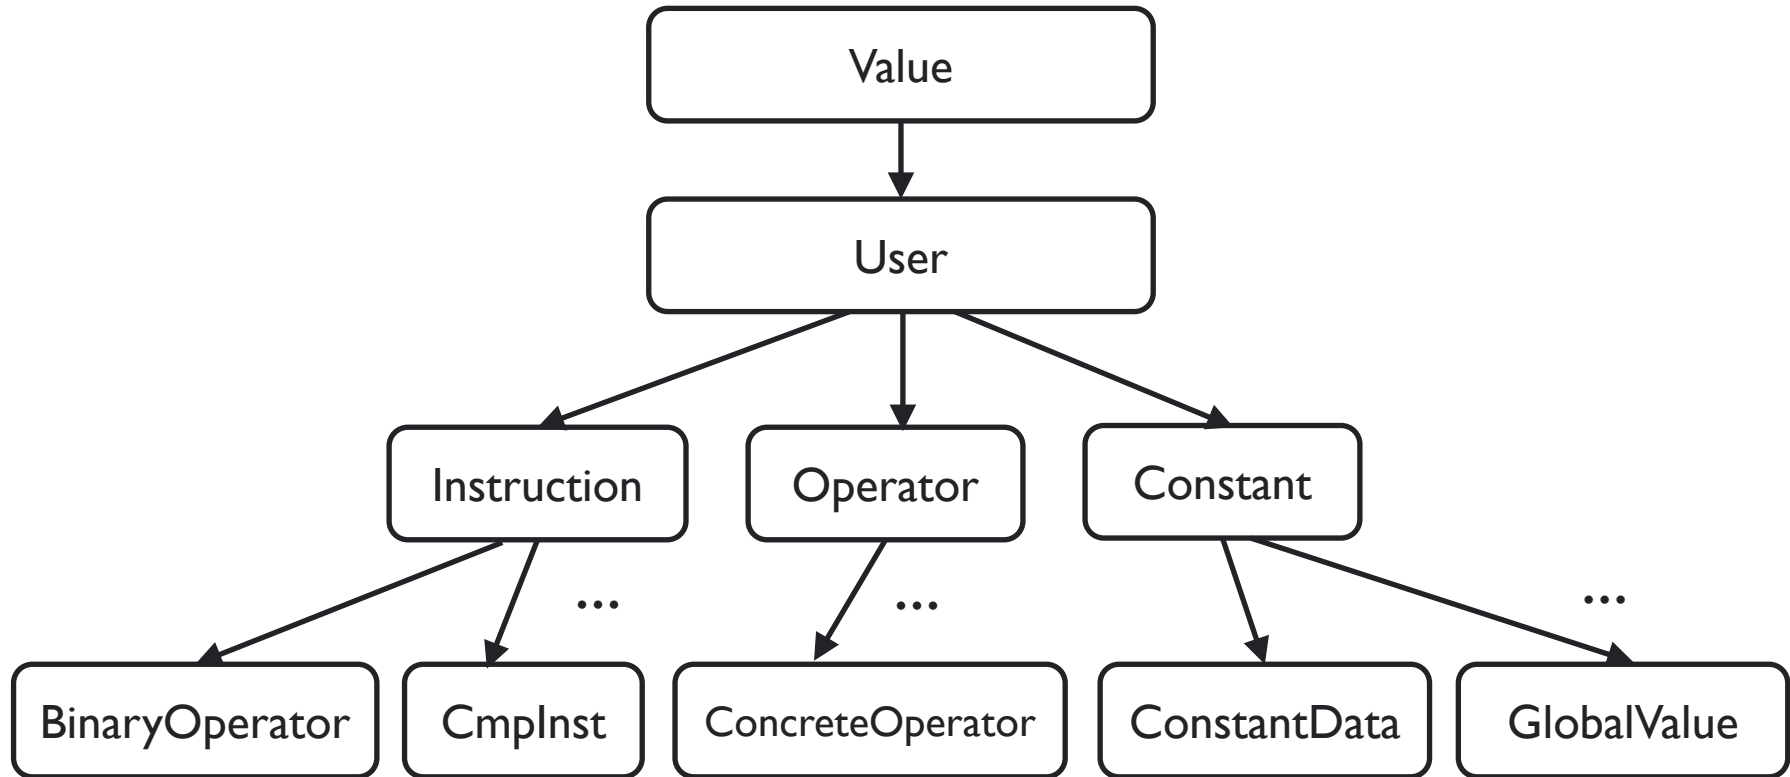 Value
User
Instruction
Operator
Constant
...
...
...
BinaryOperator
CmpInst
ConcreteOperator
ConstantData
GlobalValue